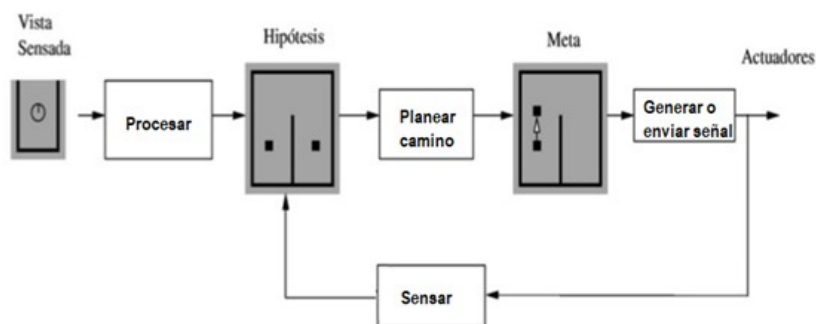 Vista
Sensada
Hipótesis
Meta
Actuadores
Procesar
Planear
camino
Generar o
enviar señal
Sensar